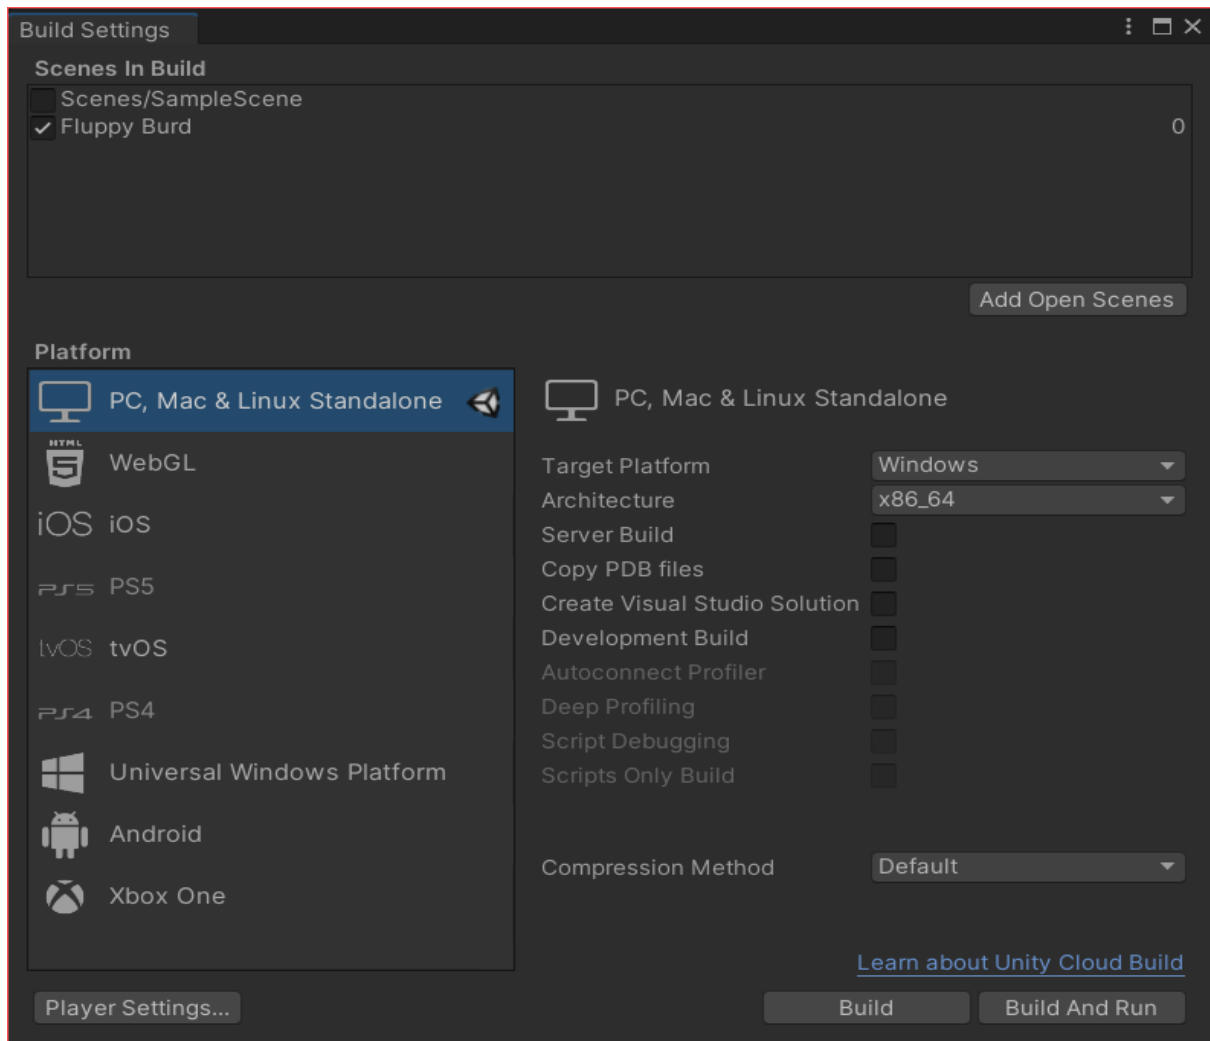 Build Settings
Scenes In Build
Scenes/SampleScene
Fluppy Burd 0
Add Open Scenes
Platform
PC, Mac & Linux Standalone
HTML 5 WebGL
iOS iOS
PS5 PS5
tvOS tvOS
PS4 PS4
Universal Windows Platform
Android
Xbox One
PC, Mac & Linux Standalone
Target Platform Windows
Architecture x86_64
Server Build
Copy PDB files
Create Visual Studio Solution
Development Build
Autoconnect Profiler
Deep Profiling
Script Debugging
Scripts Only Build
Compression Method Default
Learn about Unity Cloud Build
Player Settings... Build Build And Run